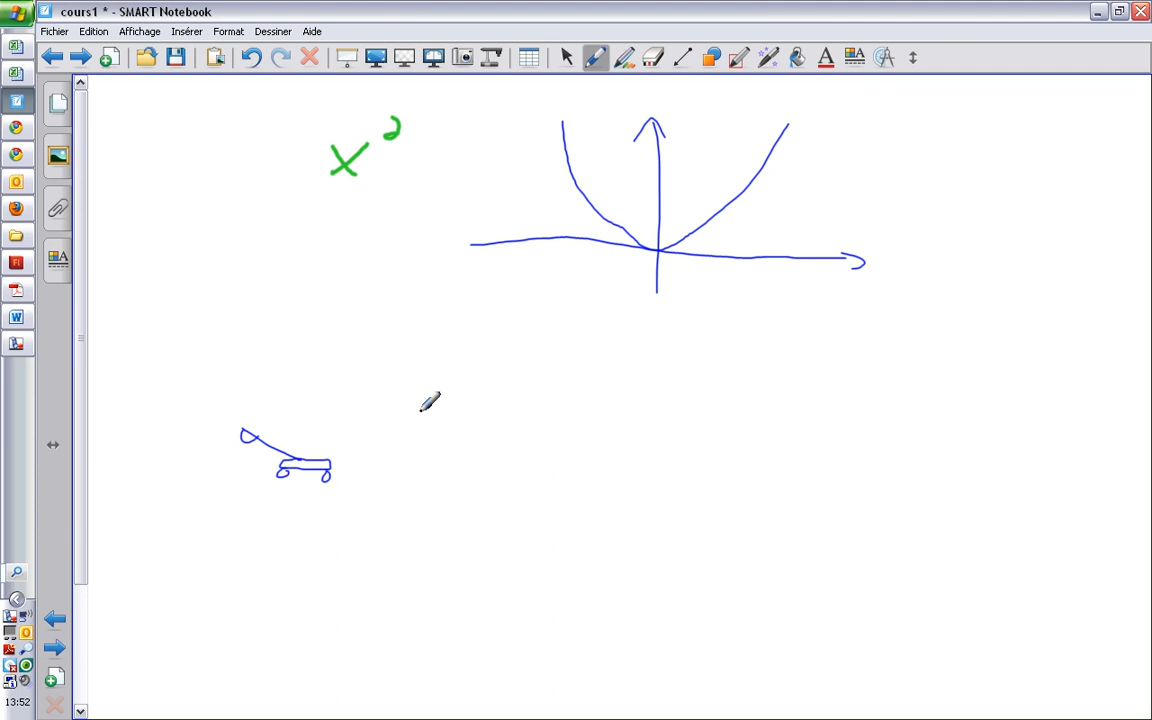 cours1 * - SMART Notebook
Fichier Edition Affichage Insérer Format Dessiner Aide
x²
13:52